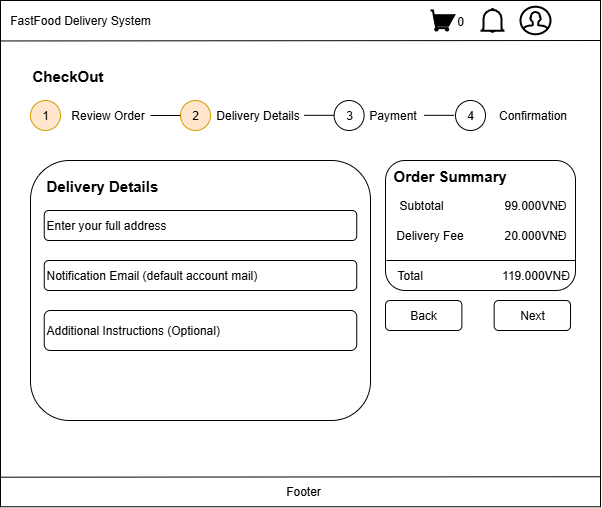 FastFood Delivery System
0
CheckOut
1 Review Order 2 Delivery Details 3 Payment 4 Confirmation
Delivery Details
Enter your full address
Notification Email (default account mail)
Additional Instructions (Optional)
Order Summary
Subtotal 99.000VNĐ
Delivery Fee 20.000VNĐ
Total 119.000VNĐ
Back Next
Footer